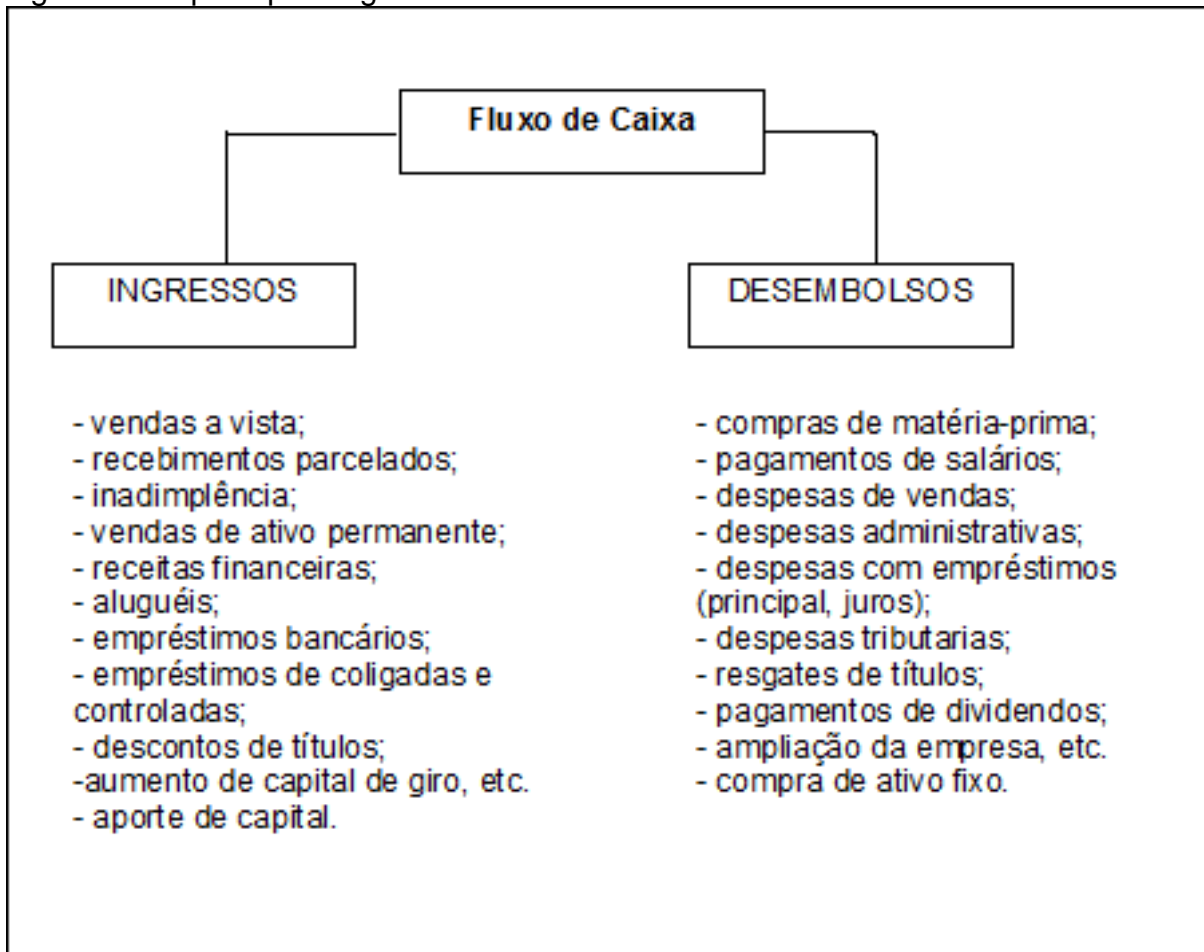 Fluxo de Caixa
INGRESSOS
- vendas a vista;
- recebimentos parcelados;
- inadimplência;
- vendas de ativo permanente;
- receitas financeiras;
- aluguéis;
- empréstimos bancários;
- empréstimos de coligadas e
controladas;
- descontos de títulos;
-aumento de capital de giro, etc.
- aporte de capital.
DESEMBOLSOS
- compras de matéria-prima;
- pagamentos de salários;
- despesas de vendas;
- despesas administrativas;
- despesas com empréstimos
(principal, juros);
- despesas tributarias;
- resgates de títulos;
- pagamentos de dividendos;
- ampliação da empresa, etc.
- compra de ativo fixo.